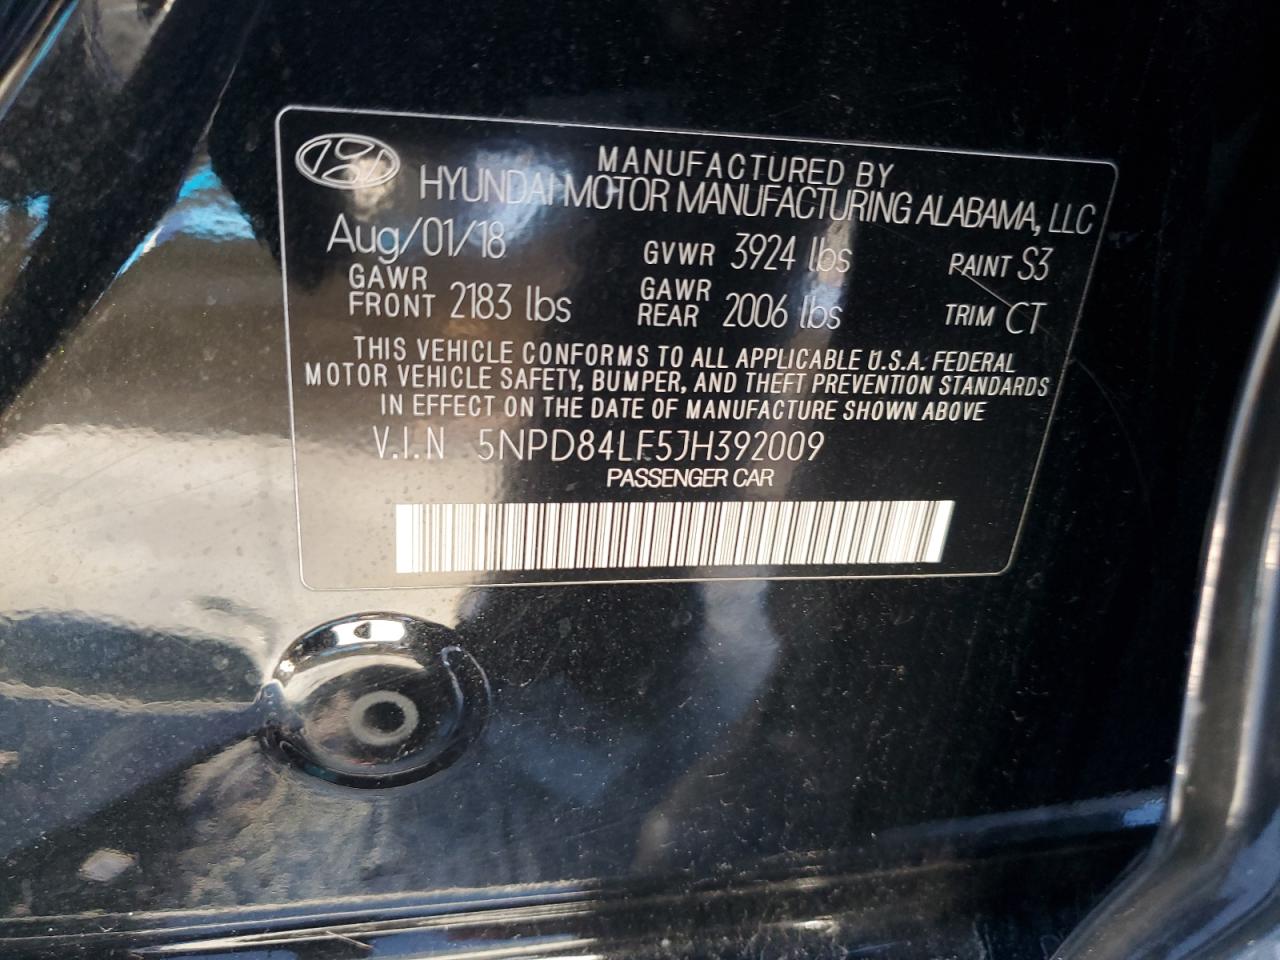 MANUFACTURED BY
HYUNDAI MOTOR MANUFACTURING ALABAMA, LLC
Aug/01/18 GVWR 3924 lbs PAINT S3
GAWR FRONT 2183 lbs GAWR REAR 2006 lbs TRIM CT
THIS VEHICLE CONFORMS TO ALL APPLICABLE U.S.A. FEDERAL
MOTOR VEHICLE SAFETY, BUMPER, AND THEFT PREVENTION STANDARDS
IN EFFECT ON THE DATE OF MANUFACTURE SHOWN ABOVE
V.I.N 5NPD84LF5JH392009
PASSENGER CAR